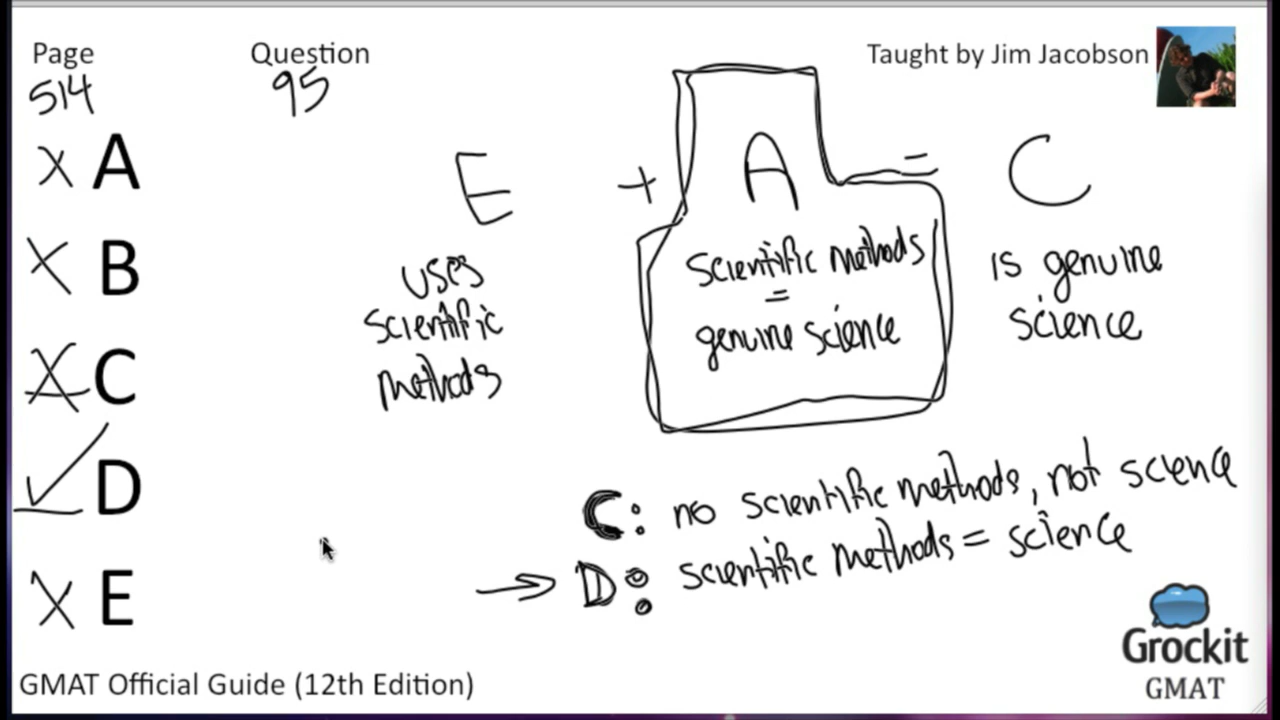 Page Question Taught by Jim Jacobson
514 95
X A
X B
X C
D
X E
E + A = C
uses
scientific
methods
scientific methods
=
genuine science
is genuine
science
C: no scientific methods, not science
→ D: scientific methods = science
Grockit
GMAT
GMAT Official Guide (12th Edition)